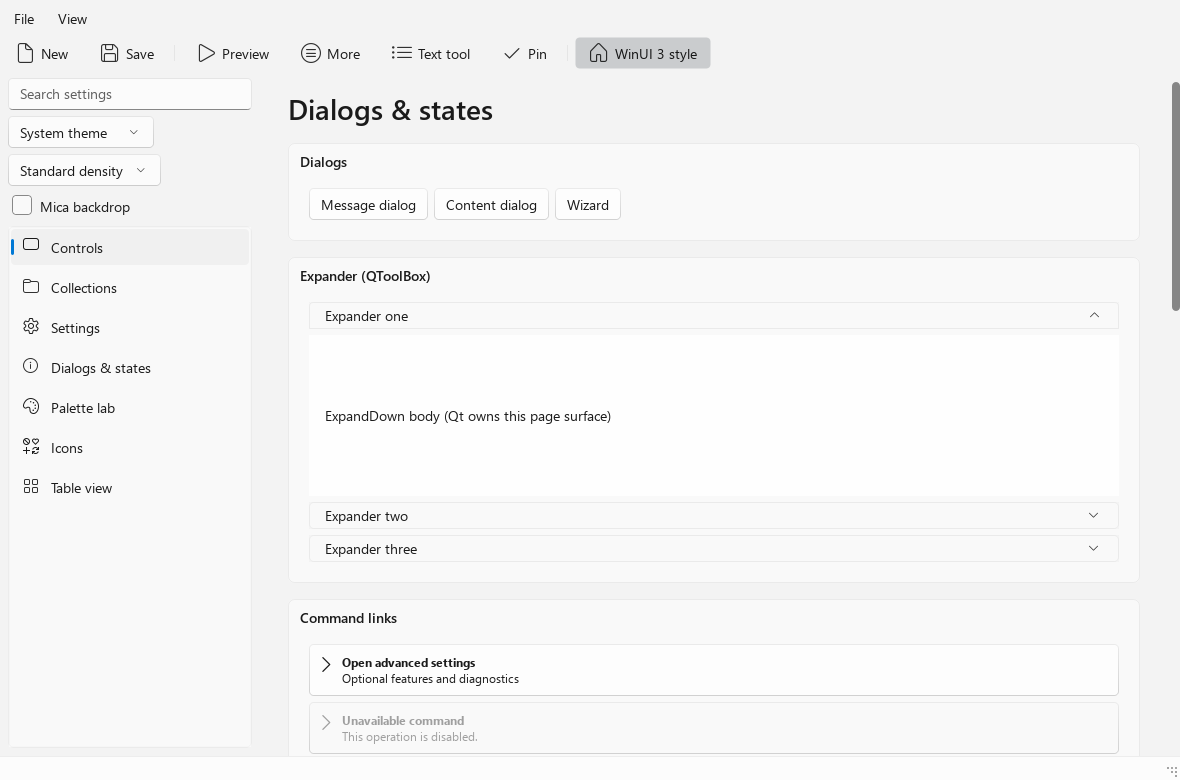 File View
New Save Preview More Text tool Pin WinUI 3 style
Search settings
System theme
Standard density
Mica backdrop
Controls
Collections
Settings
Dialogs & states
Palette lab
Icons
Table view
Dialogs & states
Dialogs
Message dialog Content dialog Wizard
Expander (QToolBox)
Expander one
ExpandDown body (Qt owns this page surface)
Expander two
Expander three
Command links
Open advanced settings
Optional features and diagnostics
Unavailable command
This operation is disabled.